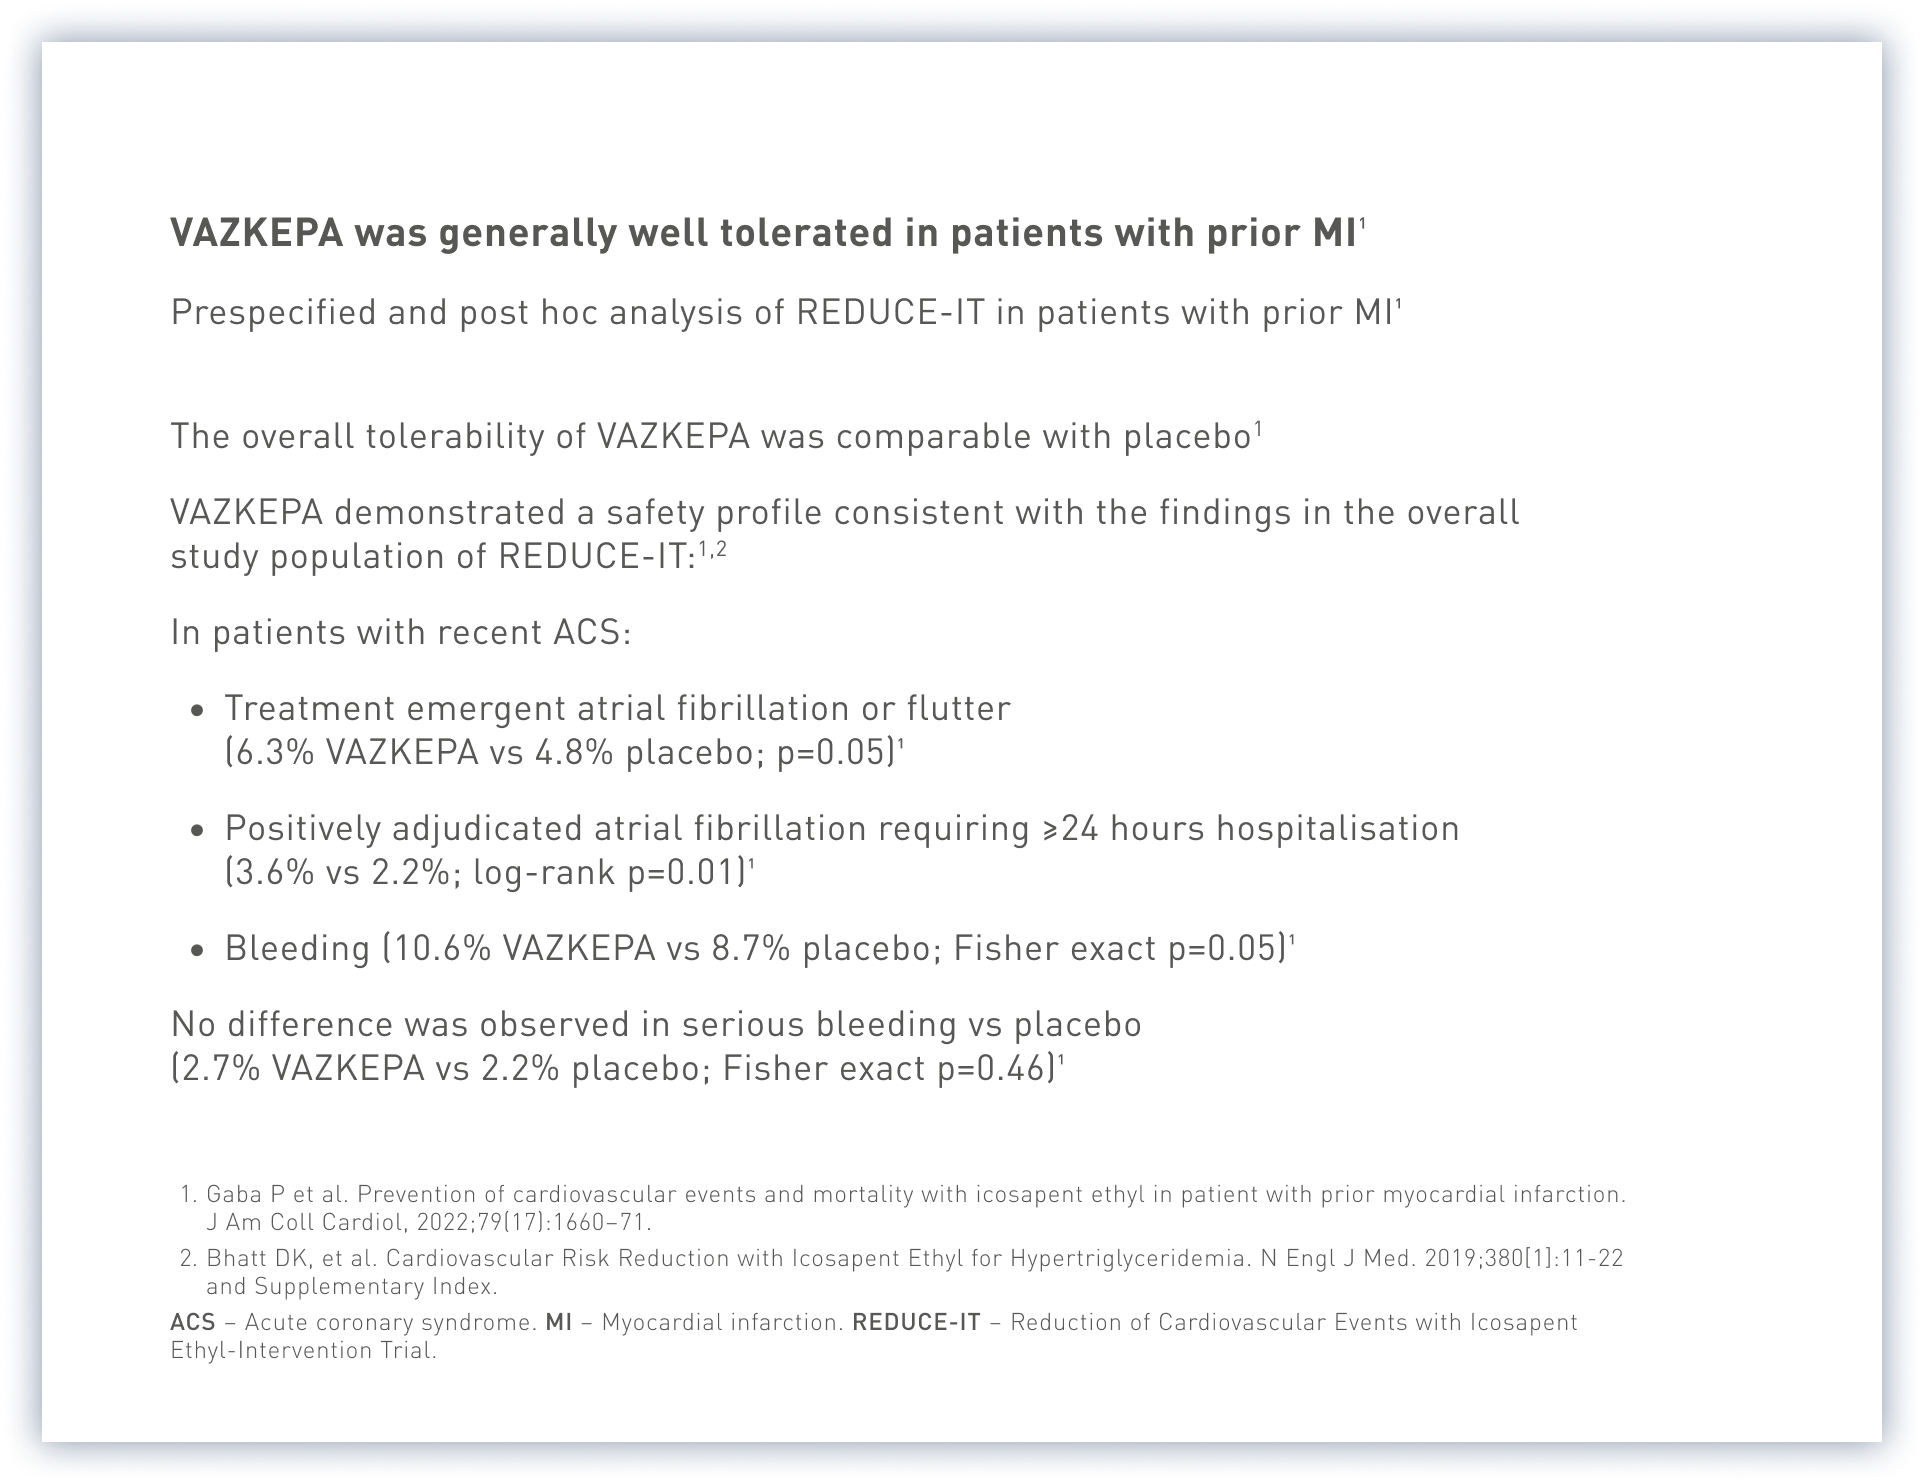 VAZKEPA was generally well tolerated in patients with prior MI¹
Prespecified and post hoc analysis of REDUCE-IT in patients with prior MI¹
The overall tolerability of VAZKEPA was comparable with placebo¹
VAZKEPA demonstrated a safety profile consistent with the findings in the overall
study population of REDUCE-IT:¹,²
In patients with recent ACS:
• Treatment emergent atrial fibrillation or flutter
(6.3% VAZKEPA vs 4.8% placebo; p=0.05)¹
• Positively adjudicated atrial fibrillation requiring ⩾24 hours hospitalisation
(3.6% vs 2.2%; log-rank p=0.01)¹
• Bleeding (10.6% VAZKEPA vs 8.7% placebo; Fisher exact p=0.05)¹
No difference was observed in serious bleeding vs placebo
(2.7% VAZKEPA vs 2.2% placebo; Fisher exact p=0.46)¹
1. Gaba P et al. Prevention of cardiovascular events and mortality with icosapent ethyl in patient with prior myocardial infarction.
J Am Coll Cardiol, 2022;79(17):1660–71.
2. Bhatt DK, et al. Cardiovascular Risk Reduction with Icosapent Ethyl for Hypertriglyceridemia. N Engl J Med. 2019;380[1]:11-22
and Supplementary Index.
ACS – Acute coronary syndrome. MI – Myocardial infarction. REDUCE-IT – Reduction of Cardiovascular Events with Icosapent
Ethyl-Intervention Trial.